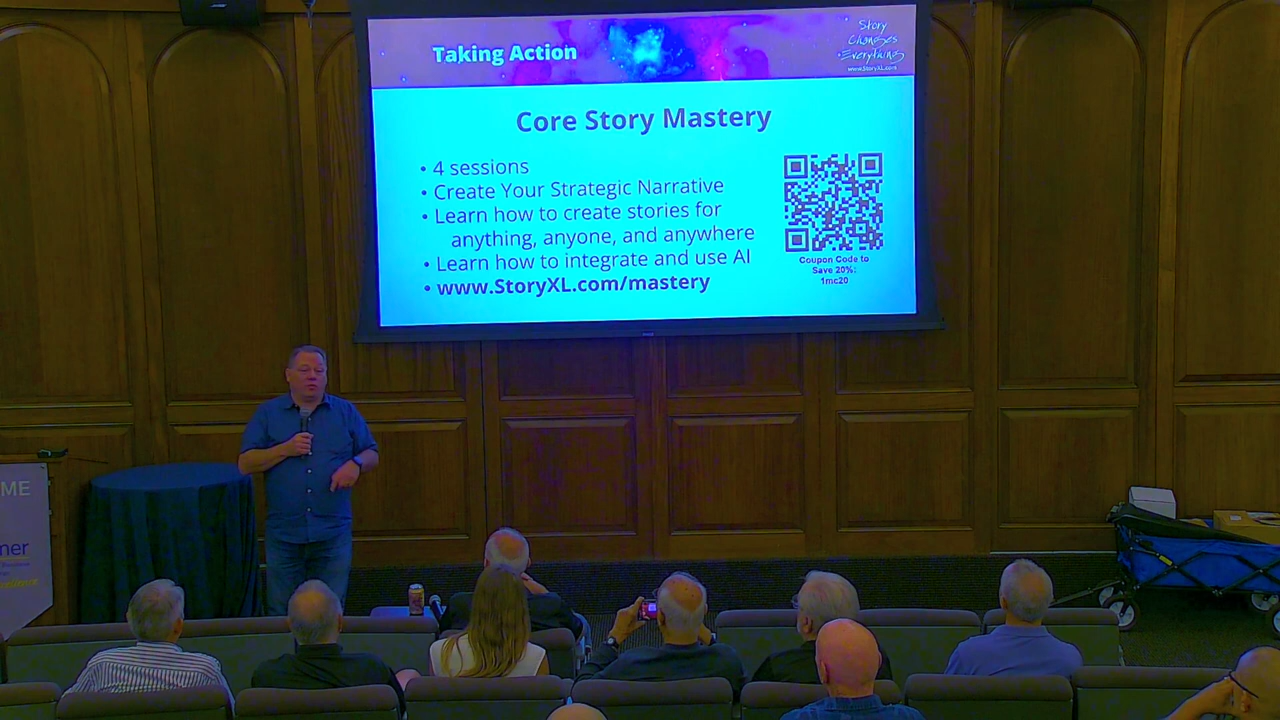 Taking Action
Story
Changes
Everything
www.StoryXL.com
Core Story Mastery
• 4 sessions
• Create Your Strategic Narrative
• Learn how to create stories for
anything, anyone, and anywhere
• Learn how to integrate and use AI
• www.StoryXL.com/mastery
Coupon Code to
Save 20%:
1mc20
ME
mer